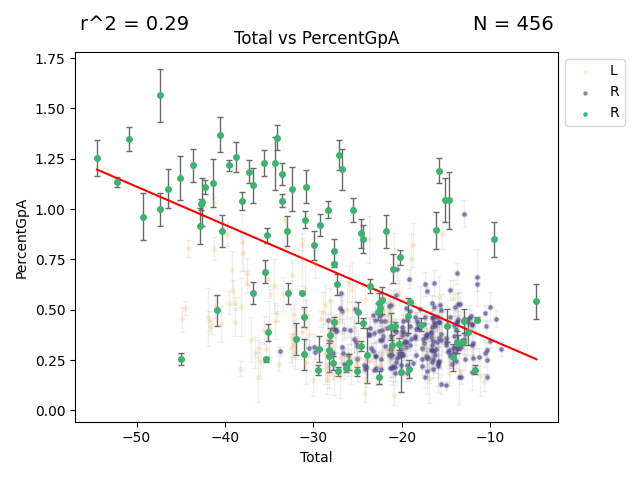 r^2 = 0.29
N = 456
Total vs PercentGpA
L
R
R
PercentGpA
1.75
1.50
1.25
1.00
0.75
0.50
0.25
0.00
−50
−40
−30
−20
−10
Total